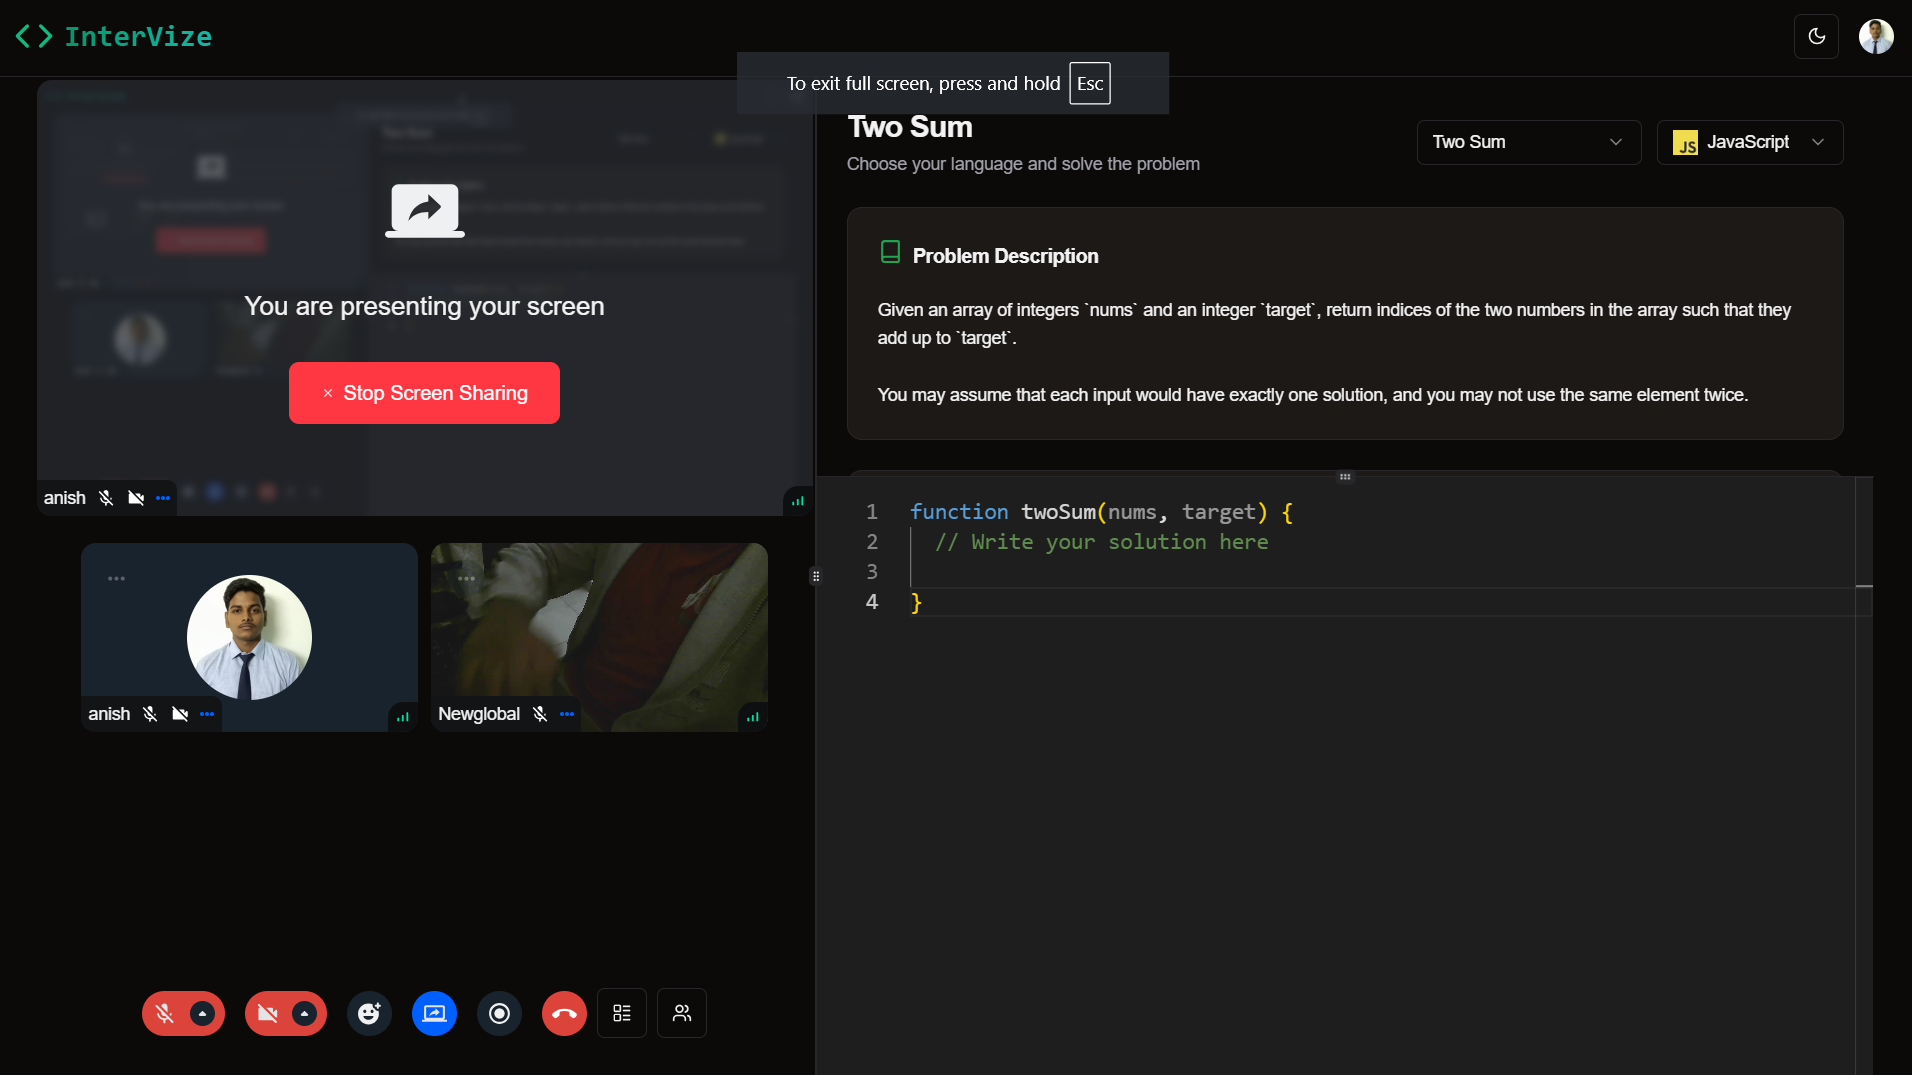 InterVize
To exit full screen, press and hold Esc
You are presenting your screen
× Stop Screen Sharing
anish
anish
Newglobal
Two Sum
Choose your language and solve the problem
Two Sum
JS JavaScript
Problem Description
Given an array of integers `nums` and an integer `target`, return indices of the two numbers in the array such that they
add up to `target`.
You may assume that each input would have exactly one solution, and you may not use the same element twice.
1 function twoSum(nums, target) {
2 // Write your solution here
3
4 }